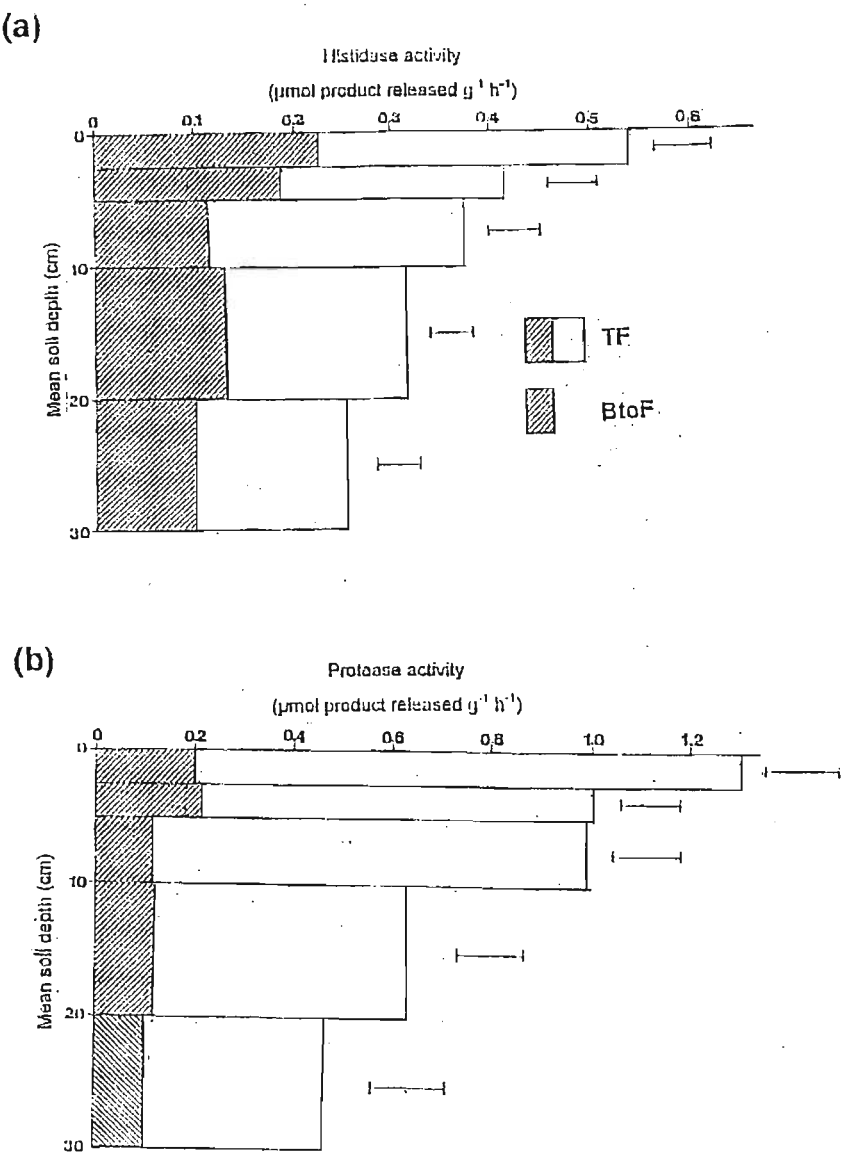 (a)
Histidase activity
(µmol product released g⁻¹ h⁻¹)
0 0.1 0.2 0.3 0.4 0.5 0.6
0
10
20
30
Mean soil depth (cm)
TF
BtoF
(b)
Protease activity
(µmol product released g⁻¹ h⁻¹)
0 0.2 0.4 0.6 0.8 1.0 1.2
0
10
20
30
Mean soil depth (cm)